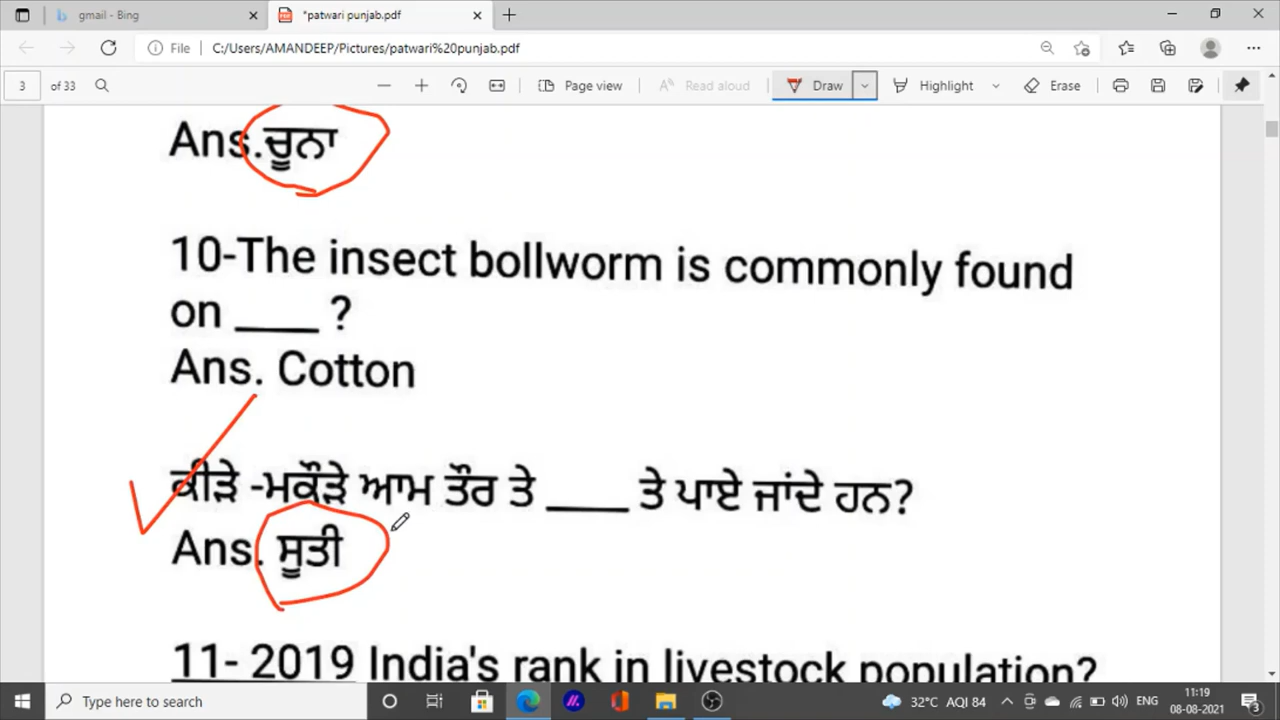 gmail - Bing
*patwari punjab.pdf
File
C:/Users/AMANDEEP/Pictures/patwari%20punjab.pdf
3 of 33
Page view
Read aloud
Draw
Highlight
Erase
Ans.ਚੂਨਾ
10-The insect bollworm is commonly found
on ____ ?
Ans. Cotton
ਕੀੜੇ -ਮਕੌੜੇ ਆਮ ਤੌਰ ਤੇ ____ ਤੇ ਪਾਏ ਜਾਂਦੇ ਹਨ?
Ans. ਸੂਤੀ
11- 2019 India's rank in livestock population?
Type here to search
32°C AQI 84
ENG
11:19
08-08-2021
3